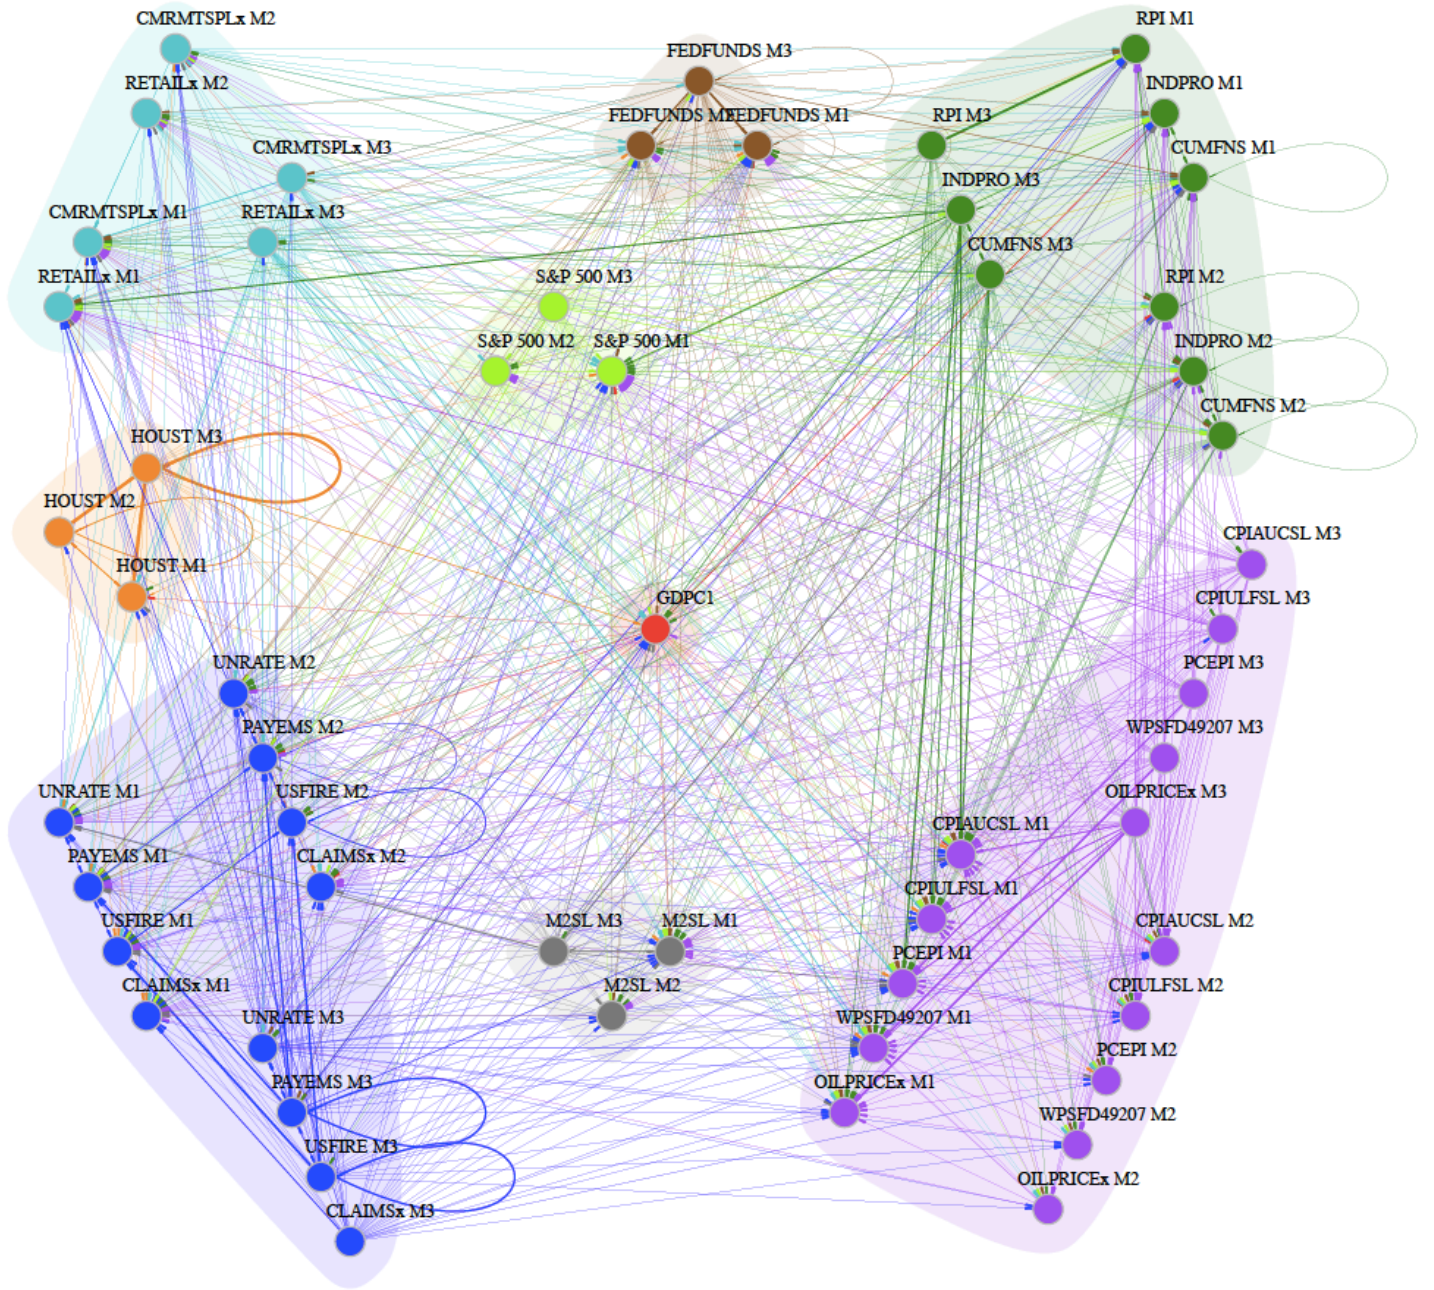 CMRMTSPLx M2
RPI M1
FEDFUNDS M3
RETAILx M2
INDPRO M1
FEDFUNDS M2
FEDFUNDS M1
RPI M3
CMRMTSPLx M3
CUMFNS M1
INDPRO M3
CMRMTSPLx M1
RETAILx M3
CUMFNS M3
RETAILx M1
S&P 500 M3
RPI M2
S&P 500 M2
S&P 500 M1
INDPRO M2
CUMFNS M2
HOUST M3
HOUST M2
CPIAUCSL M3
HOUST M1
GDPC1
CPIULFSL M3
UNRATE M2
PCEPI M3
PAYEMS M2
WPSFD49207 M3
UNRATE M1
USFIRE M2
OILPRICEx M3
CPIAUCSL M1
PAYEMS M1
CLAIMSx M2
CPIULFSL M1
USFIRE M1
M2SL M3
M2SL M1
CPIAUCSL M2
PCEPI M1
CLAIMSx M1
M2SL M2
CPIULFSL M2
UNRATE M3
WPSFD49207 M1
PCEPI M2
PAYEMS M3
OILPRICEx M1
WPSFD49207 M2
USFIRE M3
OILPRICEx M2
CLAIMSx M3